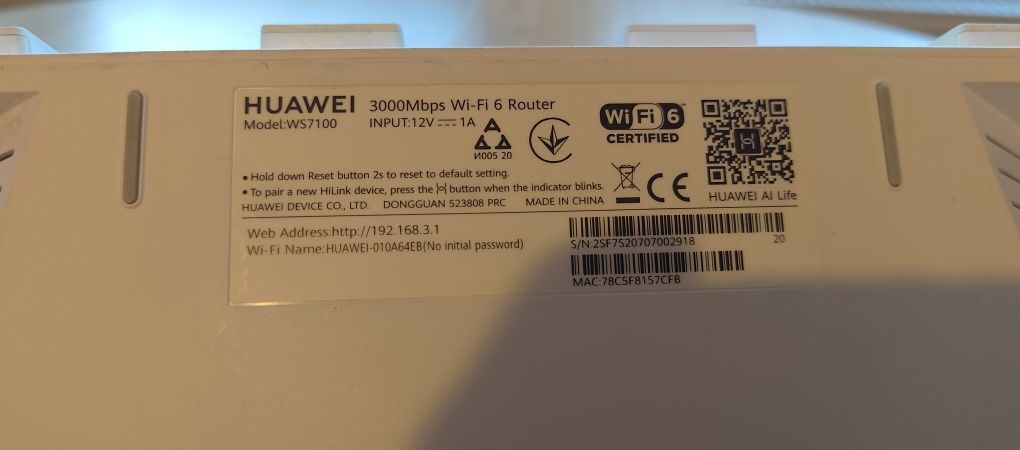 HUAWEI 3000Mbps Wi-Fi 6 Router
Model:WS7100 INPUT:12V⎓1A
И005 20
Wi Fi 6
CERTIFIED
• Hold down Reset button 2s to reset to default setting.
• To pair a new HiLink device, press the button when the indicator blinks.
HUAWEI DEVICE CO., LTD. DONGGUAN 523808 PRC MADE IN CHINA
CE
HUAWEI AI Life
Web Address:http://192.168.3.1
Wi-Fi Name:HUAWEI-010A64EB(No initial password)
S/N:2SF7S20707002918 20
MAC:78C5F8157CFB